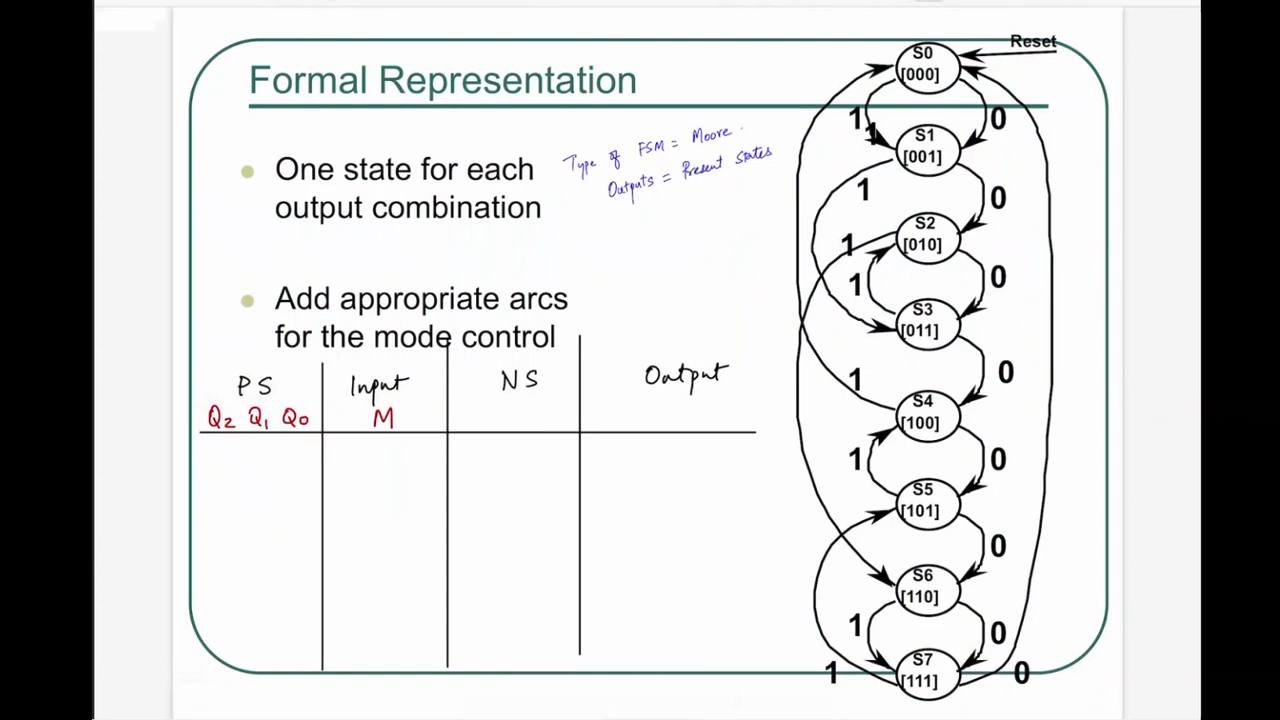 Formal Representation
One state for each
output combination
Type of FSM = Moore.
Outputs = Present States
Add appropriate arcs
for the mode control
PS Input NS Output
Q2 Q1 Q0 M
Reset
S0
[000]
1 0
1
S1
[001]
1 0
S2
[010]
1 0
1
S3
[011]
1 0
S4
[100]
1 0
S5
[101]
0
S6
[110]
1 0
S7
[111]
1 0